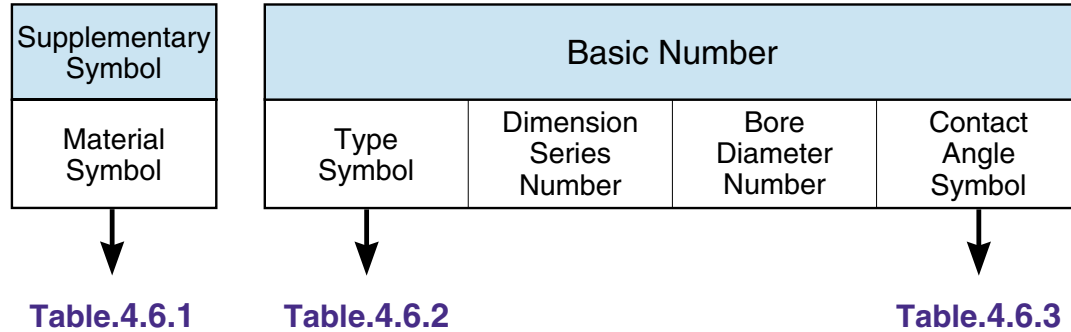 Supplementary
Symbol
Basic Number
Material
Symbol
Type
Symbol
Dimension
Series
Number
Bore
Diameter
Number
Contact
Angle
Symbol
Table.4.6.1
Table.4.6.2
Table.4.6.3